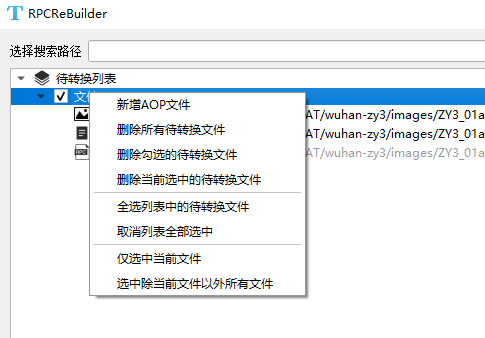 RPCReBuilder
选择搜索路径
待转换列表
文
新增AOP文件
AT/wuhan-zy3/images/ZY3_01a
删除所有待转换文件
AT/wuhan-zy3/images/ZY3_01a
删除勾选的待转换文件
RPC
AT/wuhan-zy3/images/ZY3_01a
删除当前选中的待转换文件
全选列表中的待转换文件
取消列表全部选中
仅选中当前文件
选中除当前文件以外所有文件